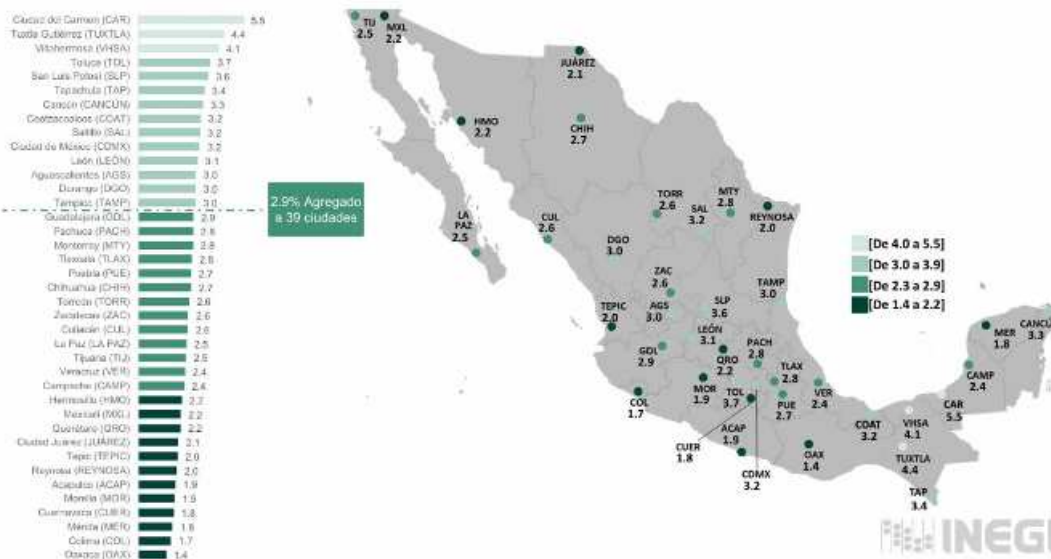 Ciudad del Carmen (CAR) 5.5
Tuxtla Gutiérrez (TUXTLA) 4.4
Villahermosa (VHSA) 4.1
Toluca (TOL) 3.7
San Luis Potosí (SLP) 3.6
Tapachula (TAP) 3.4
Cancún (CANCÚN) 3.3
Coatzacoalcos (COAT) 3.2
Saltillo (SAL) 3.2
Ciudad de México (CDMX) 3.2
León (LEÓN) 3.1
Aguascalientes (AGS) 3.0
Durango (DGO) 3.0
Tampico (TAMP) 3.0
Guadalajara (GDL) 2.9
Pachuca (PACH) 2.8
Monterrey (MTY) 2.8
Tlaxcala (TLAX) 2.8
Puebla (PUE) 2.7
Chihuahua (CHIH) 2.7
Torreón (TORR) 2.6
Zacatecas (ZAC) 2.6
Culiacán (CUL) 2.6
La Paz (LA PAZ) 2.5
Tijuana (TIJ) 2.5
Veracruz (VER) 2.4
Campeche (CAMP) 2.4
Hermosillo (HMO) 2.2
Mexicali (MXL) 2.2
Querétaro (QRO) 2.2
Ciudad Juárez (JUÁREZ) 2.1
Tepic (TEPIC) 2.0
Reynosa (REYNOSA) 2.0
Acapulco (ACAP) 1.9
Morelia (MOR) 1.9
Cuernavaca (CUER) 1.8
Mérida (MER) 1.8
Colima (COL) 1.7
Oaxaca (OAX) 1.4
2.9% Agregado
a 39 ciudades
TIJ
2.5
MXL
2.2
JUÁREZ
2.1
HMO
2.2
CHIH
2.7
LA
PAZ
2.5
CUL
2.6
TORR
2.6
SAL
3.2
MTY
2.8
REYNOSA
2.0
DGO
3.0
ZAC
2.6
TAMP
3.0
TEPIC
2.0
AGS
3.0
SLP
3.6
LEÓN
3.1
GDL
2.9
QRO
2.2
PACH
2.8
TLAX
2.8
COL
1.7
MOR
1.9
TOL
3.7
PUE
2.7
VER
2.4
CUER
1.8
ACAP
1.9
CDMX
3.2
OAX
1.4
COAT
3.2
VHSA
4.1
TUXTLA
4.4
TAP
3.4
CAR
5.5
CAMP
2.4
MER
1.8
CANCÚN
3.3
[De 4.0 a 5.5]
[De 3.0 a 3.9]
[De 2.3 a 2.9]
[De 1.4 a 2.2]
INEGI